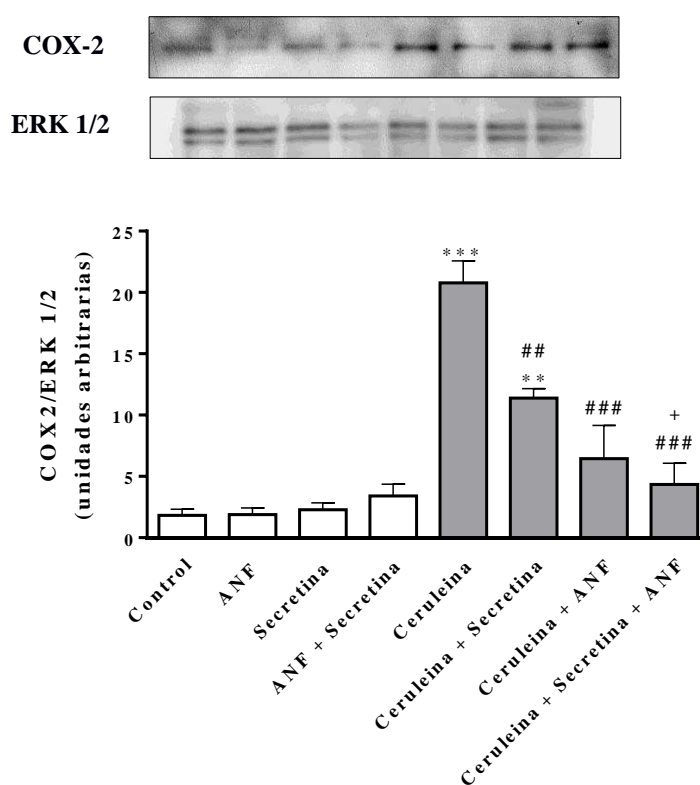 COX-2
ERK 1/2
COX2/ERK 1/2
(unidades arbitrarias)
25
20
15
10
5
0
***
##
**
###
+
###
Control
ANF
Secretina
ANF + Secretina
Ceruleina
Ceruleina + Secretina
Ceruleina + ANF
Ceruleina + Secretina + ANF